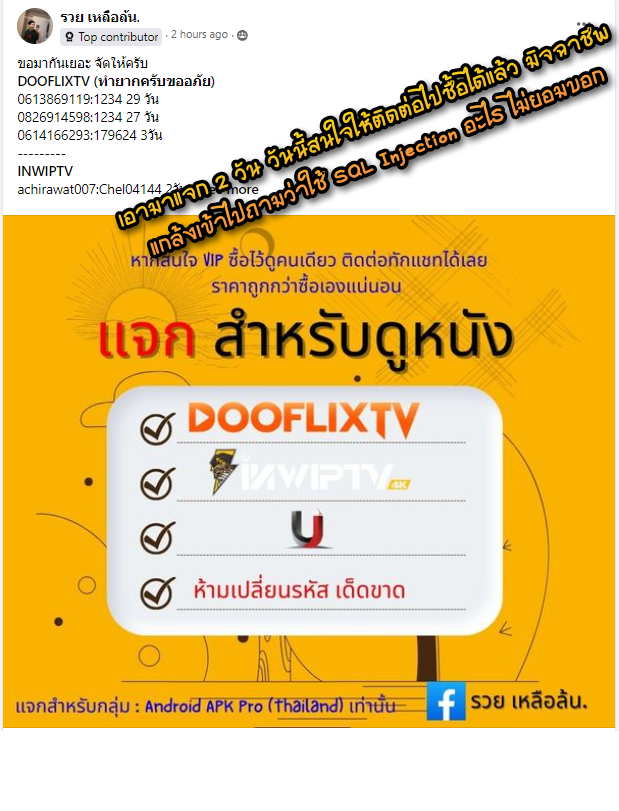 รวย เหลือล้น.
Top contributor · 2 hours ago ·
ขอมากันเยอะ จัดให้ครับ
DOOFLIXTV (ทำยากครับขออภัย)
0613869119:1234 29 วัน
0826914598:1234 27 วัน
0614166293:179624 3วัน
---------
INWIPTV
achirawat007:Chel04144 2วัน more
เอามาแจก 2 วัน วันนี้สนใจให้ติดต่อไปซื้อได้แล้ว มิจฉาชีพ
แกล้งเข้าไปถามว่าใช้ SQL Injection อะไร ไม่ยอมบอก
หากสนใจ VIP ซื้อไว้ดูคนเดียว ติดต่อทักแชทได้เลย
ราคาถูกกว่าซื้อเองแน่นอน
แจก สำหรับดูหนัง
DOOFLIXTV
INWIPTV 4K
U
ห้ามเปลี่ยนรหัส เด็ดขาด
แจกสำหรับกลุ่ม : Android APK Pro (Thailand) เท่านั้น
รวย เหลือล้น.